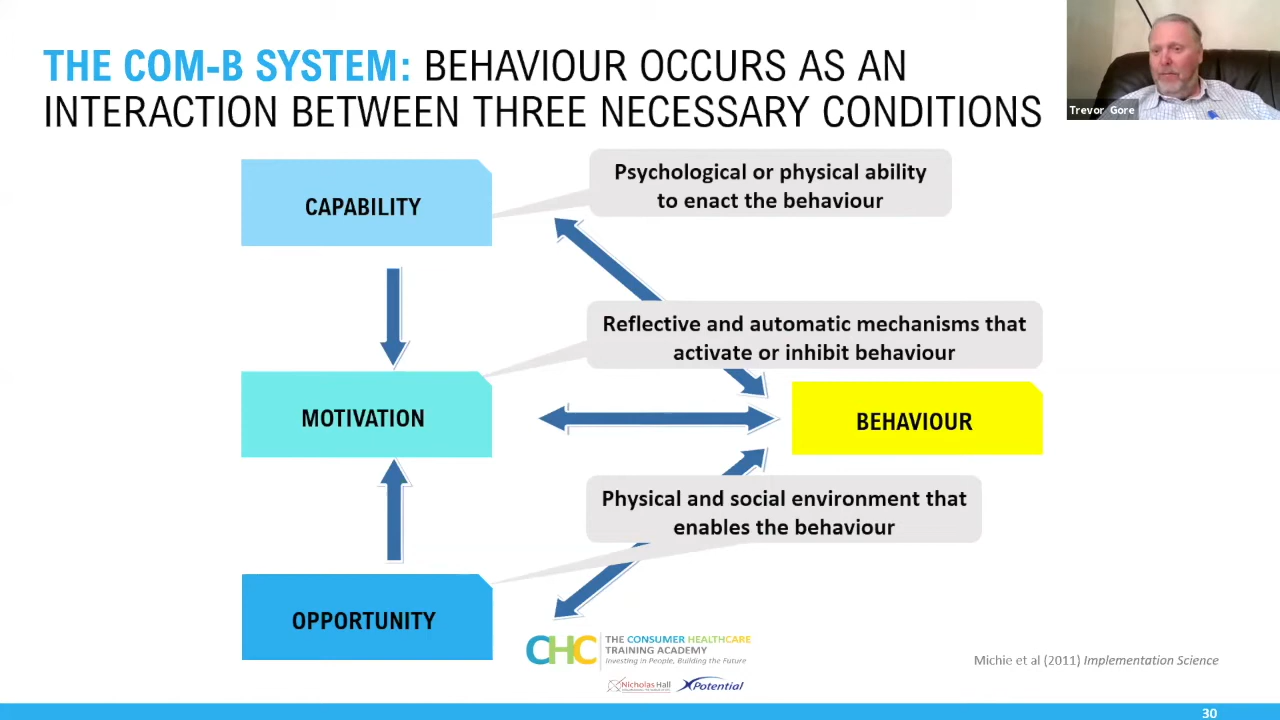 THE COM-B SYSTEM: BEHAVIOUR OCCURS AS AN
INTERACTION BETWEEN THREE NECESSARY CONDITIONS
Trevor Gore
CAPABILITY
Psychological or physical ability
to enact the behaviour
Reflective and automatic mechanisms that
activate or inhibit behaviour
MOTIVATION
BEHAVIOUR
Physical and social environment that
enables the behaviour
OPPORTUNITY
CHC
THE CONSUMER HEALTHCARE
TRAINING ACADEMY
Investing in People, Building the Future
Nicholas Hall
XPotential
Michie et al (2011) Implementation Science
30